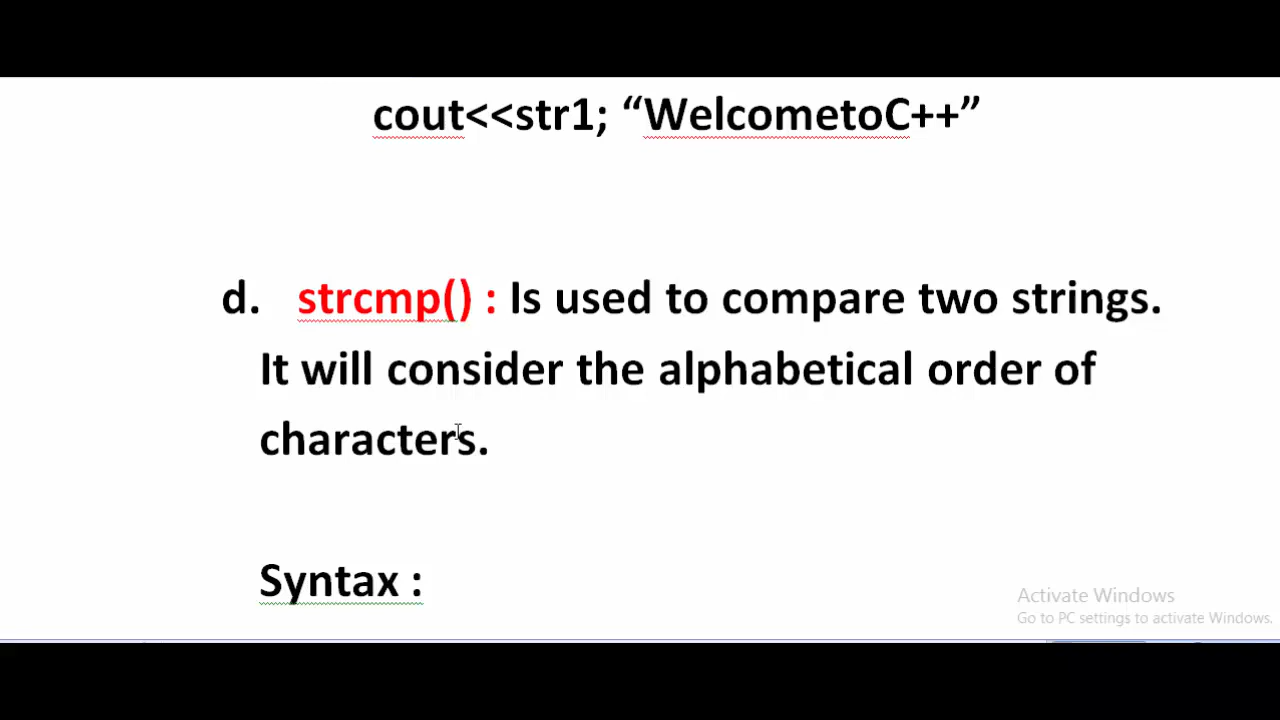 cout<<str1; “WelcometoC++”
d. strcmp() : Is used to compare two strings.
It will consider the alphabetical order of
characters.
Syntax :
Activate Windows
Go to PC settings to activate Windows.